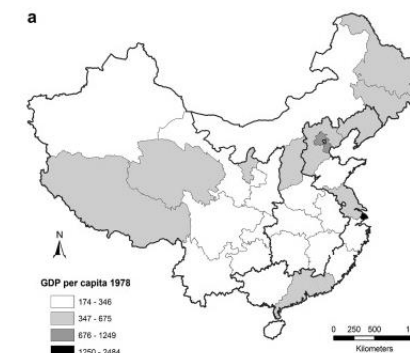 a
N
GDP per capita 1978
174 - 346
347 - 675
676 - 1249
1250 - 2484
0 250 500
Kilometers